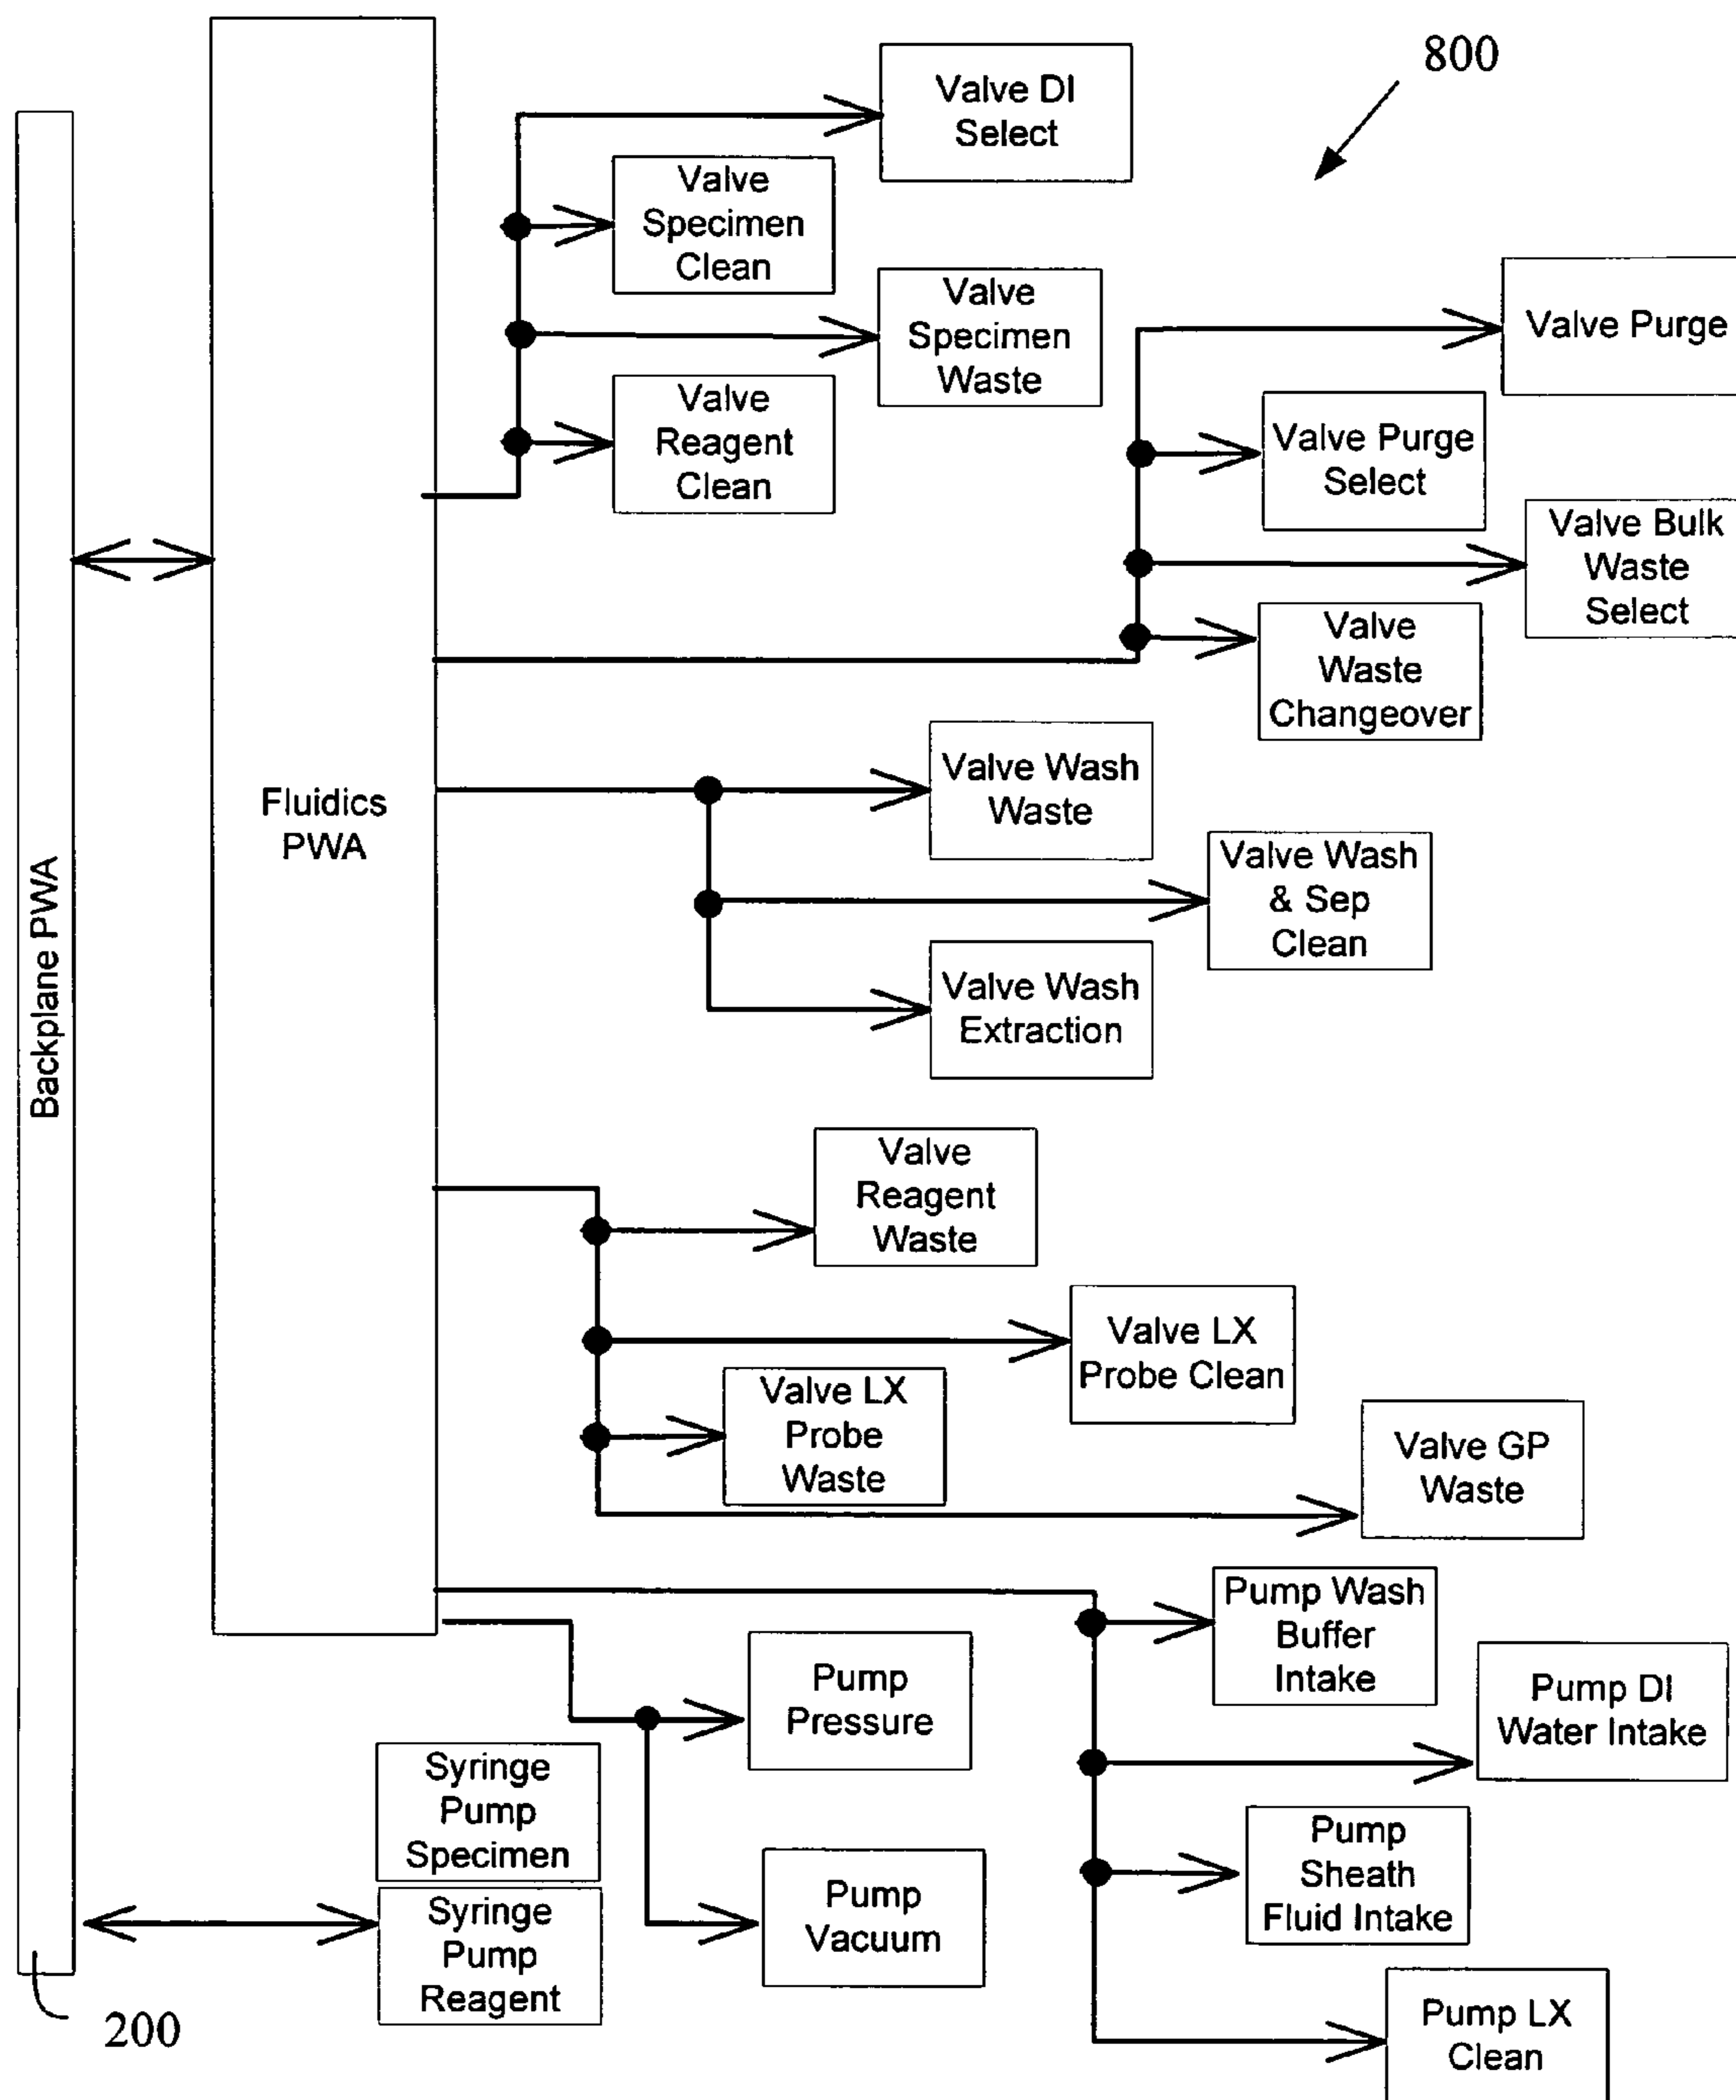 800
Valve DI
Select
Valve
Specimen
Clean
Valve
Specimen
Waste
Valve
Reagent
Clean
Valve Purge
Valve Purge
Select
Valve Bulk
Waste
Select
Valve
Waste
Changeover
Fluidics
PWA
Backplane PWA
Valve Wash
Waste
Valve Wash
& Sep
Clean
Valve Wash
Extraction
Valve
Reagent
Waste
Valve LX
Probe Clean
Valve LX
Probe
Waste
Valve GP
Waste
Pump Wash
Buffer
Intake
Pump DI
Water Intake
Pump
Pressure
Syringe
Pump
Specimen
Pump
Sheath
Fluid Intake
Pump
Vacuum
Syringe
Pump
Reagent
Pump LX
Clean
200